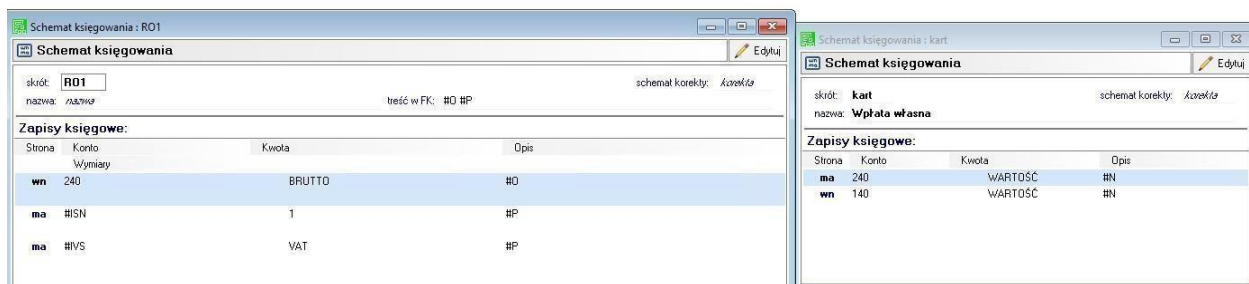 Schemat księgowania : RO1
Schemat księgowania
Edytuj
skrót: RO1
schemat korekty: korekta
nazwa: nazwa
treść w FK: #O #P
Zapisy księgowe:
Strona Konto Kwota Opis
Wymiary
wn 240 BRUTTO #O
ma #ISN 1 #P
ma #IVS VAT #P
Schemat księgowania : kart
Schemat księgowania
Edytuj
skrót: kart
schemat korekty: korekta
nazwa: Wpłata własna
Zapisy księgowe:
Strona Konto Kwota Opis
ma 240 WARTOŚĆ #N
wn 140 WARTOŚĆ #N